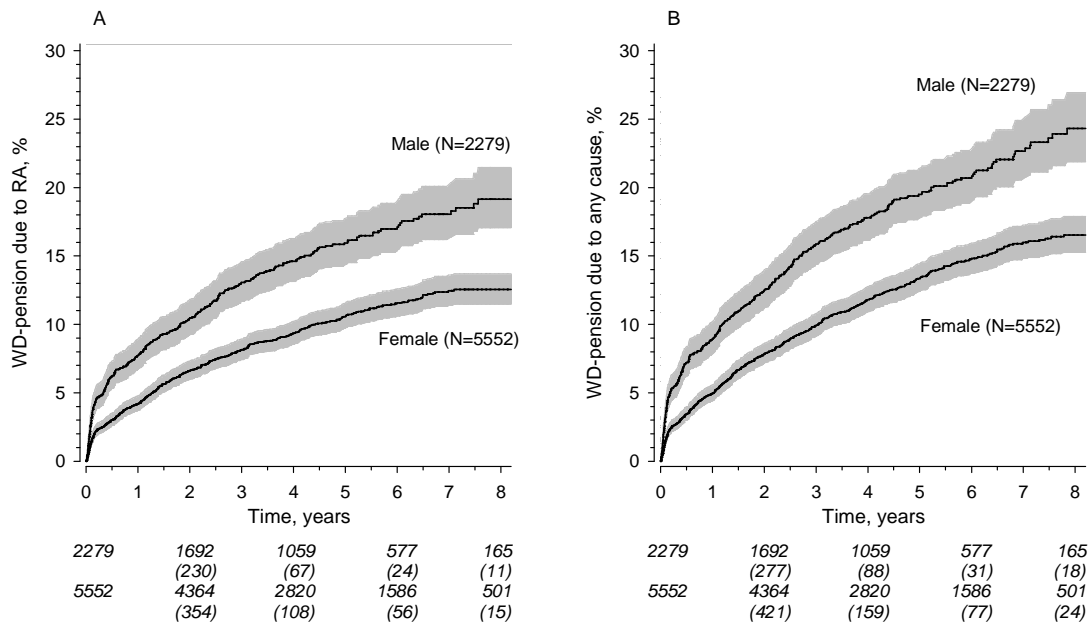 A
WD-pension due to RA, %
30
25
20
15
10
5
0
Male (N=2279)
Female (N=5552)
0 1 2 3 4 5 6 7 8
Time, years
2279 1692 1059 577 165
(230) (67) (24) (11)
5552 4364 2820 1586 501
(354) (108) (56) (15)
B
WD-pension due to any cause, %
30
25
20
15
10
5
0
Male (N=2279)
Female (N=5552)
0 1 2 3 4 5 6 7 8
Time, years
2279 1692 1059 577 165
(277) (88) (31) (18)
5552 4364 2820 1586 501
(421) (159) (77) (24)